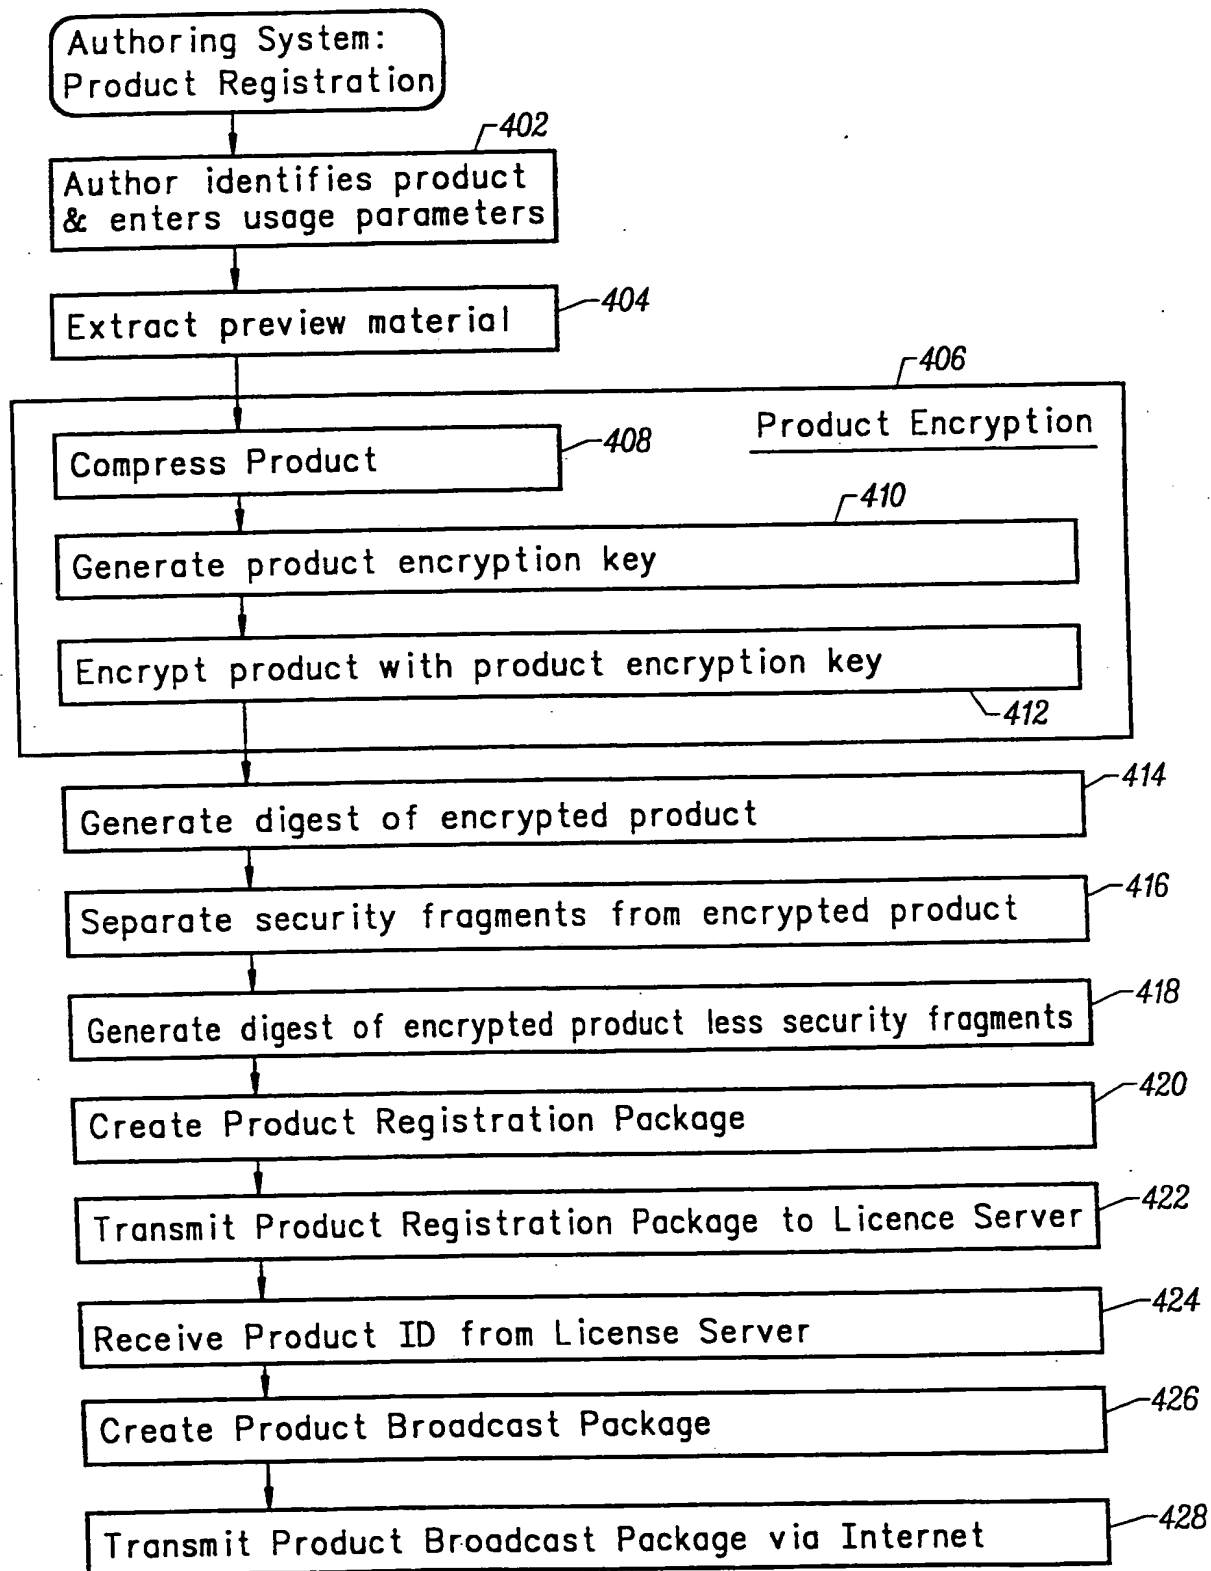 Authoring System:
Product Registration
402
Author identifies product
& enters usage parameters
404
Extract preview material
406
Product Encryption
408
Compress Product
410
Generate product encryption key
Encrypt product with product encryption key
412
414
Generate digest of encrypted product
416
Separate security fragments from encrypted product
418
Generate digest of encrypted product less security fragments
420
Create Product Registration Package
422
Transmit Product Registration Package to Licence Server
424
Receive Product ID from License Server
426
Create Product Broadcast Package
428
Transmit Product Broadcast Package via Internet